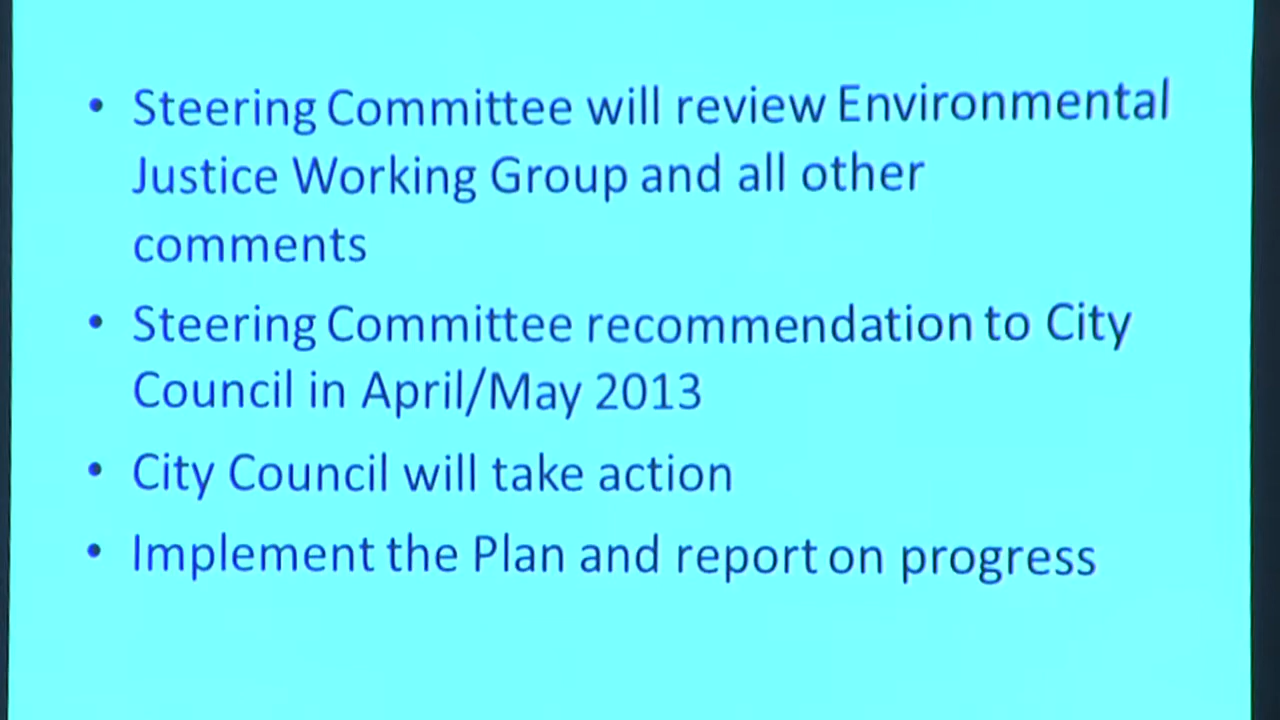 • Steering Committee will review Environmental
Justice Working Group and all other
comments
• Steering Committee recommendation to City
Council in April/May 2013
• City Council will take action
• Implement the Plan and report on progress